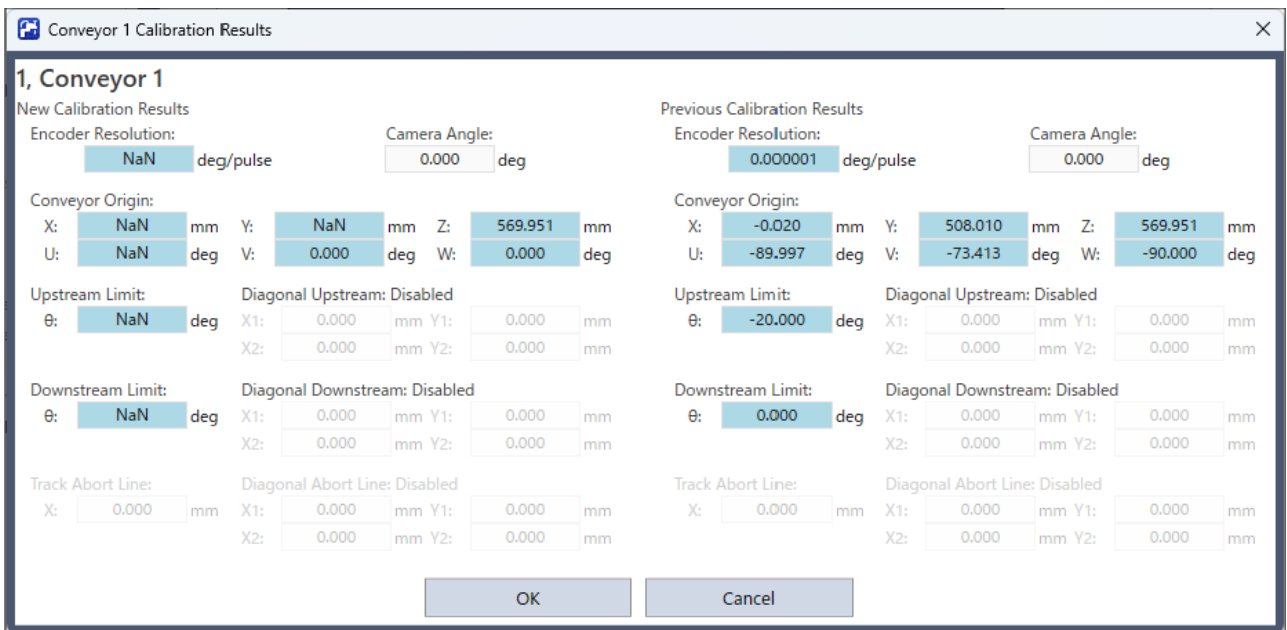 Conveyor 1 Calibration Results
1, Conveyor 1
New Calibration Results
Encoder Resolution: Camera Angle:
NaN deg/pulse 0.000 deg
Conveyor Origin:
X: NaN mm Y: NaN mm Z: 569.951 mm
U: NaN deg V: 0.000 deg W: 0.000 deg
Upstream Limit: Diagonal Upstream: Disabled
θ: NaN deg X1: 0.000 mm Y1: 0.000 mm
X2: 0.000 mm Y2: 0.000 mm
Downstream Limit: Diagonal Downstream: Disabled
θ: NaN deg X1: 0.000 mm Y1: 0.000 mm
X2: 0.000 mm Y2: 0.000 mm
Track Abort Line: Diagonal Abort Line: Disabled
X: 0.000 mm X1: 0.000 mm Y1: 0.000 mm
X2: 0.000 mm Y2: 0.000 mm
Previous Calibration Results
Encoder Resolution: Camera Angle:
0.000001 deg/pulse 0.000 deg
Conveyor Origin:
X: -0.020 mm Y: 508.010 mm Z: 569.951 mm
U: -89.997 deg V: -73.413 deg W: -90.000 deg
Upstream Limit: Diagonal Upstream: Disabled
θ: -20.000 deg X1: 0.000 mm Y1: 0.000 mm
X2: 0.000 mm Y2: 0.000 mm
Downstream Limit: Diagonal Downstream: Disabled
θ: 0.000 deg X1: 0.000 mm Y1: 0.000 mm
X2: 0.000 mm Y2: 0.000 mm
Track Abort Line: Diagonal Abort Line: Disabled
X: 0.000 mm X1: 0.000 mm Y1: 0.000 mm
X2: 0.000 mm Y2: 0.000 mm
OK Cancel